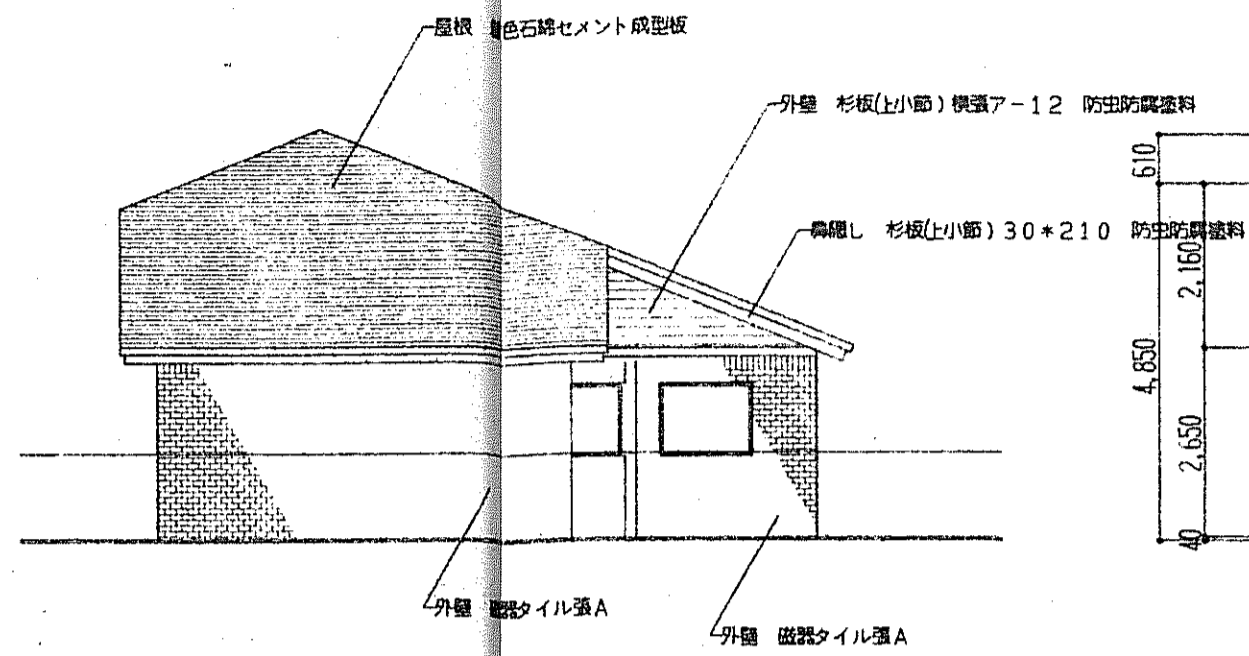 屋根 色石綿セメント成型板
外壁 杉板(上小節)横張ア-12 防虫防腐塗料
鼻隠し 杉板(上小節)30*210 防虫防腐塗料
610
2,160
4,850
2,650
40
外壁 磁器タイル張A
外壁 磁器タイル張A